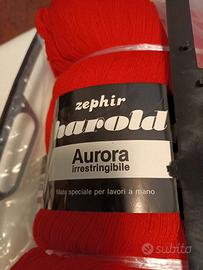 zephir
harold
Aurora
irrestringibile
filato speciale per lavori a mano
subito